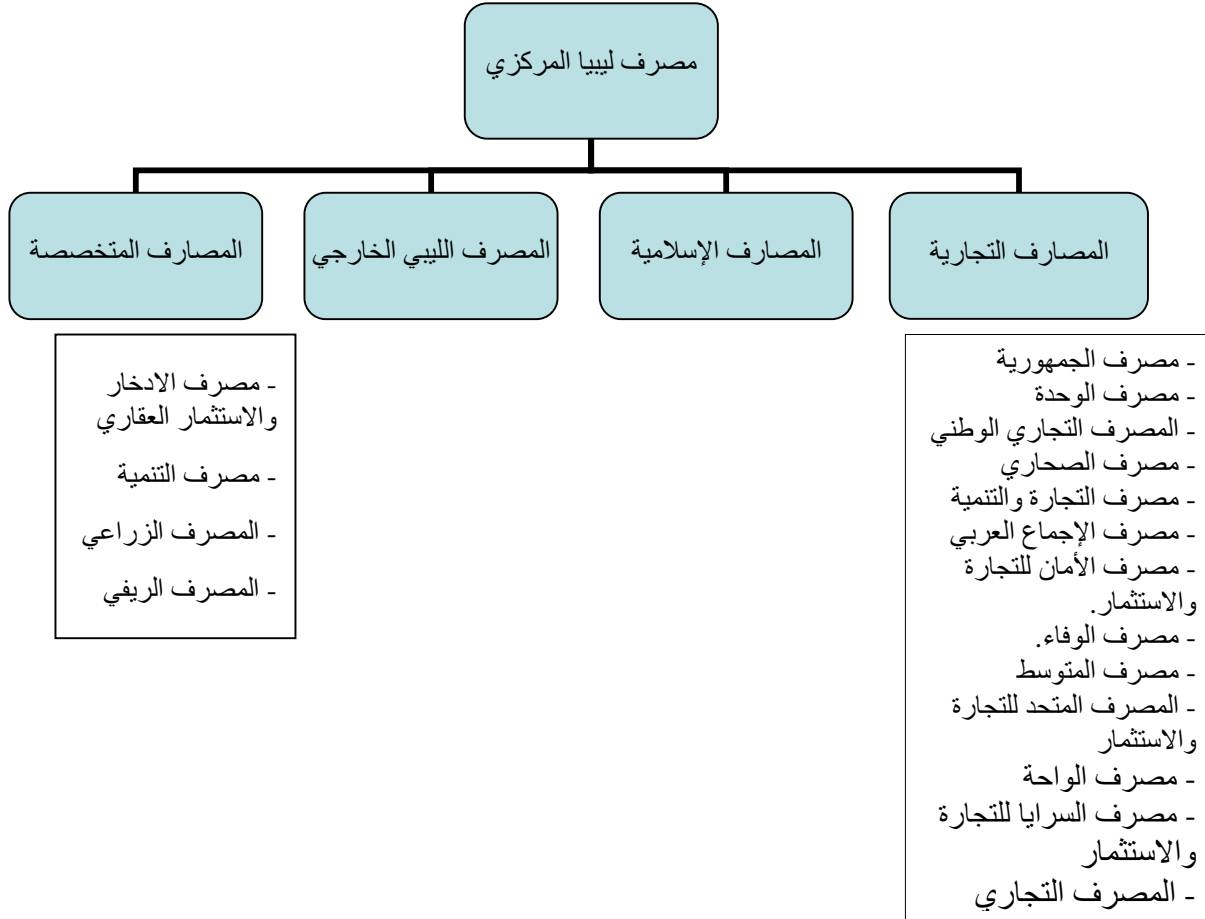 مصرف ليبيا المركزي
المصارف التجارية
المصارف الإسلامية
المصرف الليبي الخارجي
المصارف المتخصصة
- مصرف الجمهورية
- مصرف الوحدة
- المصرف التجاري الوطني
- مصرف الصحاري
- مصرف التجارة والتنمية
- مصرف الإجماع العربي
- مصرف الأمان للتجارة
والاستثمار.
- مصرف الوفاء.
- مصرف المتوسط
- المصرف المتحد للتجارة
والاستثمار
- مصرف الواحة
- مصرف السرايا للتجارة
والاستثمار
- المصرف التجاري
- مصرف الادخار
والاستثمار العقاري
- مصرف التنمية
- المصرف الزراعي
- المصرف الريفي